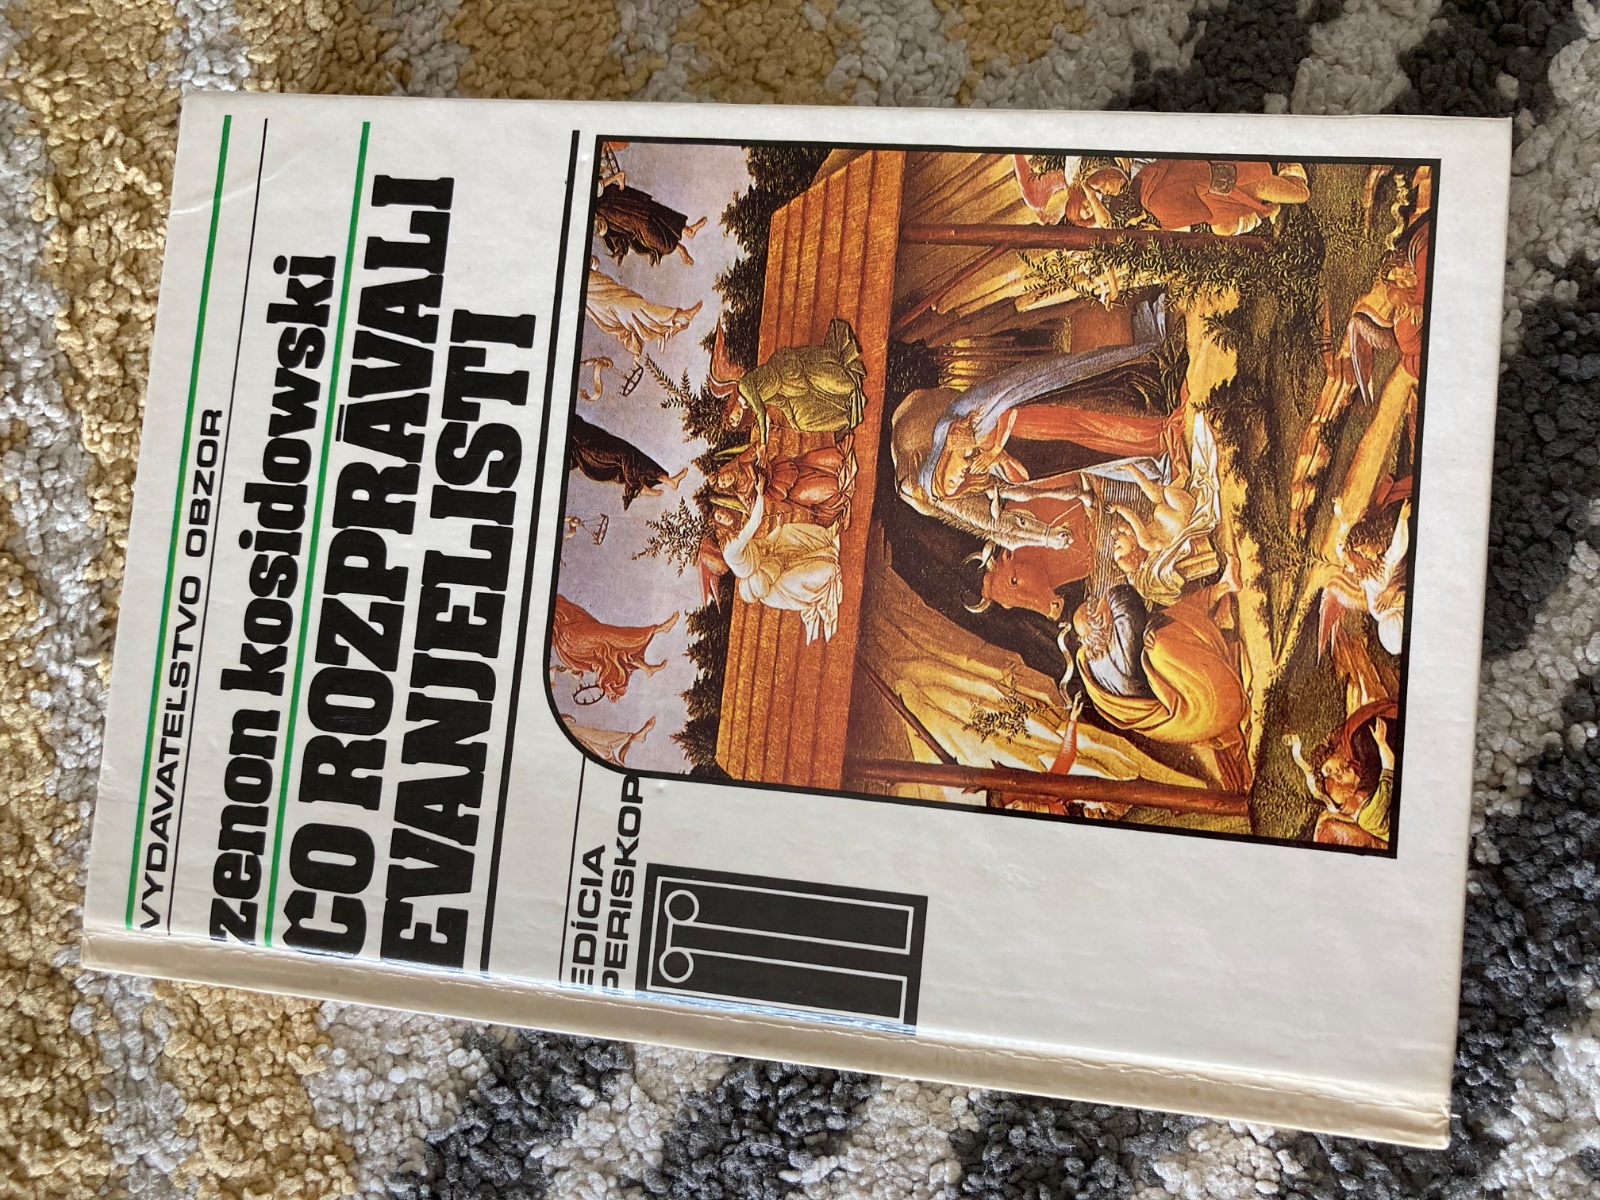 VYDAVATEĽSTVO OBZOR
zenon kosidowski
ČO ROZPRÁVALI
EVANJELISTI
EDÍCIA
PERISKOP